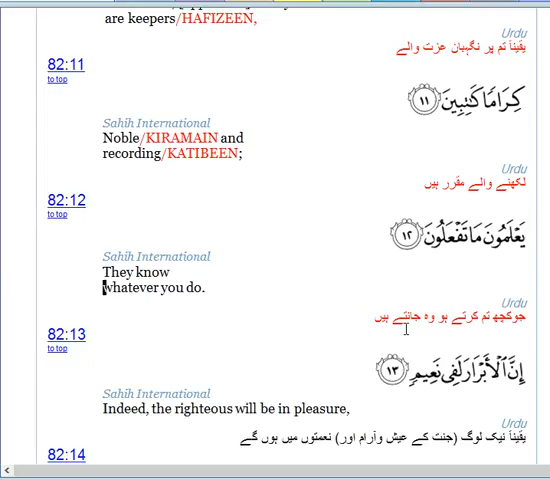 are keepers/HAFIZEEN,
Urdu
یقیناً تم پر نگہبان عزت والے
82:11
to top
كِرَامًا كَـٰتِبِينَ ١١
Sahih International
Noble/KIRAMAIN and
recording/KATIBEEN;
Urdu
لکھنے والے مقرر ہیں
82:12
to top
يَعْلَمُونَ مَا تَفْعَلُونَ ١٢
Sahih International
They know
whatever you do.
Urdu
جوکچھ تم کرتے ہو وہ جانتے ہیں
82:13
to top
إِنَّ ٱلْأَبْرَارَ لَفِى نَعِيمٍ ١٣
Sahih International
Indeed, the righteous will be in pleasure,
Urdu
یقیناً نیک لوگ (جنت کے عیش وآرام اور) نعمتوں میں ہوں گے
82:14